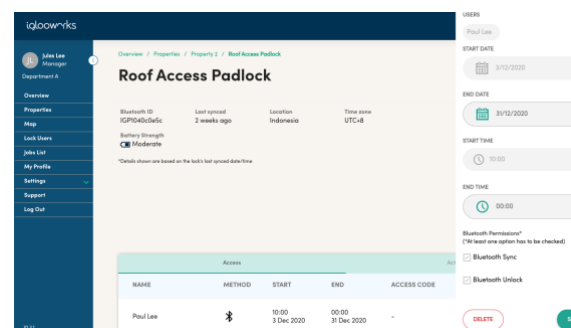 iglooworks
JL
Jules Lee
Manager
Department A
Overview
Properties
Map
Lock Users
Jobs List
My Profile
Settings
Support
Log Out
Overview / Properties / Property 2 / Roof Access Padlock
Roof Access Padlock
Bluetooth ID
IGP1040c0e5c
Last synced
2 weeks ago
Location
Indonesia
Time zone
UTC+8
Battery Strength
Moderate
*Details shown are based on the lock's last synced date/time
Access
NAME METHOD START END ACCESS CODE
Paul Lee 10:00 00:00 -
3 Dec 2020 31 Dec 2020
USERS
Paul Lee
START DATE
3/12/2020
END DATE
31/12/2020
START TIME
10:00
END TIME
00:00
Bluetooth Permissions*
(*At least one option has to be checked)
Bluetooth Sync
Bluetooth Unlock
DELETE